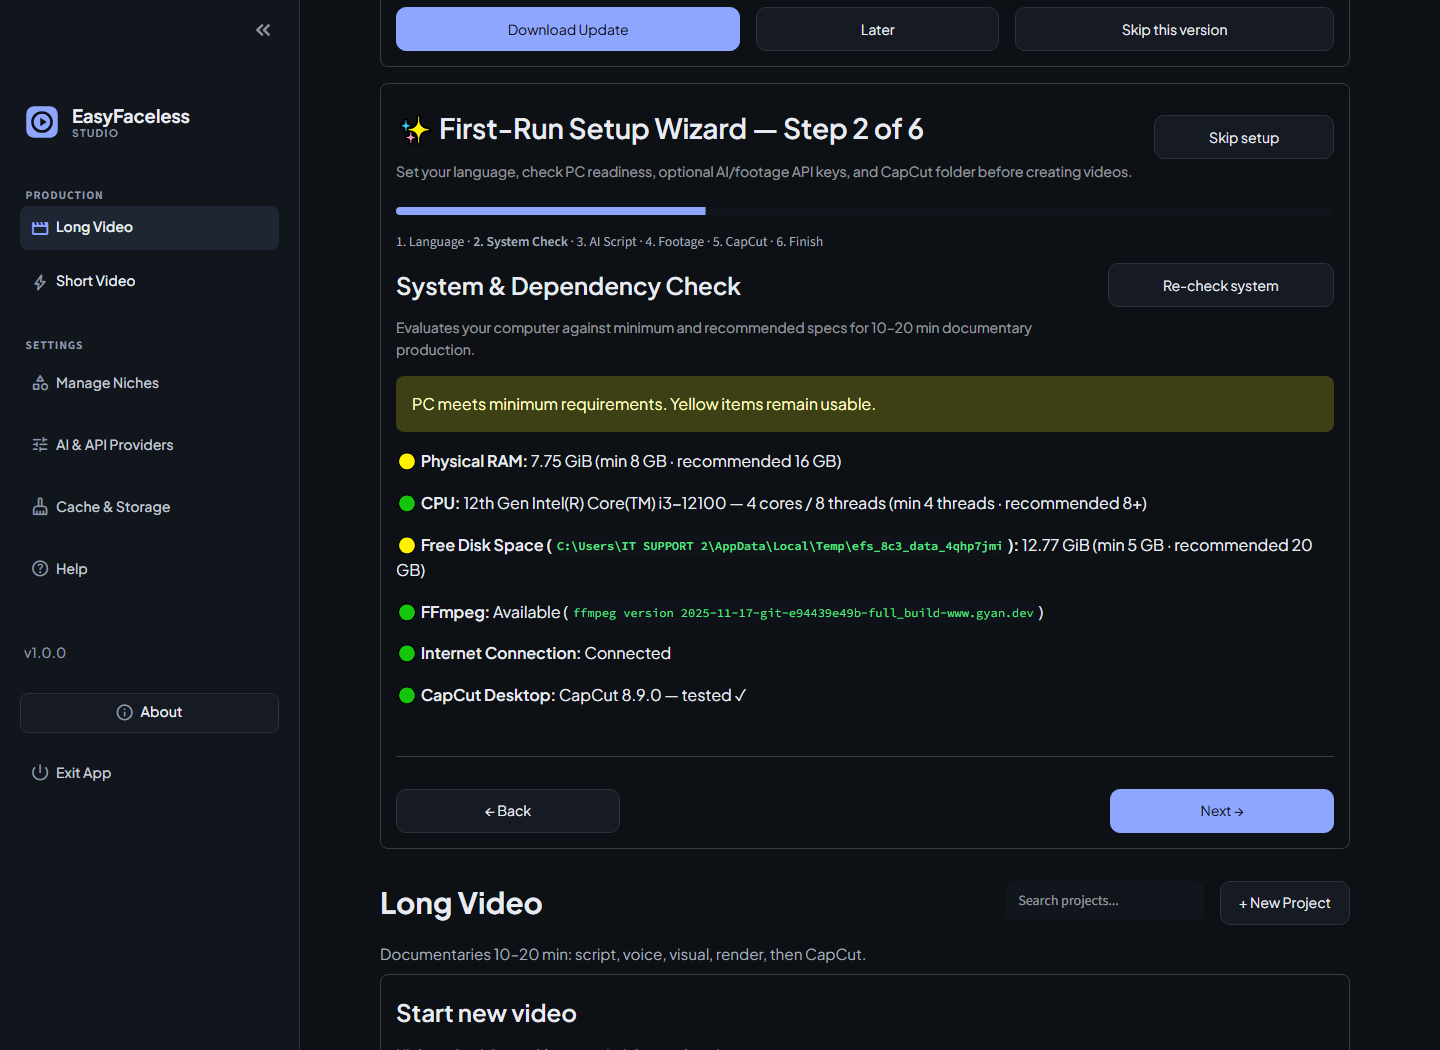 EasyFaceless
STUDIO
PRODUCTION
Long Video
Short Video
SETTINGS
Manage Niches
AI & API Providers
Cache & Storage
Help
v1.0.0
About
Exit App
Download Update
Later
Skip this version
✨ First-Run Setup Wizard — Step 2 of 6
Skip setup
Set your language, check PC readiness, optional AI/footage API keys, and CapCut folder before creating videos.
1. Language · 2. System Check · 3. AI Script · 4. Footage · 5. CapCut · 6. Finish
System & Dependency Check
Re-check system
Evaluates your computer against minimum and recommended specs for 10–20 min documentary
production.
PC meets minimum requirements. Yellow items remain usable.
🟡 Physical RAM: 7.75 GiB (min 8 GB · recommended 16 GB)
🟢 CPU: 12th Gen Intel(R) Core(TM) i3-12100 — 4 cores / 8 threads (min 4 threads · recommended 8+)
🟡 Free Disk Space ( C:\Users\IT SUPPORT 2\AppData\Local\Temp\efs_8c3_data_4qhp7jmi ): 12.77 GiB (min 5 GB · recommended 20
GB)
🟢 FFmpeg: Available ( ffmpeg version 2025-11-17-git-e94439e49b-full_build-www.gyan.dev )
🟢 Internet Connection: Connected
🟢 CapCut Desktop: CapCut 8.9.0 — tested ✓
← Back
Next →
Long Video
Search projects...
+ New Project
Documentaries 10–20 min: script, voice, visual, render, then CapCut.
Start new video